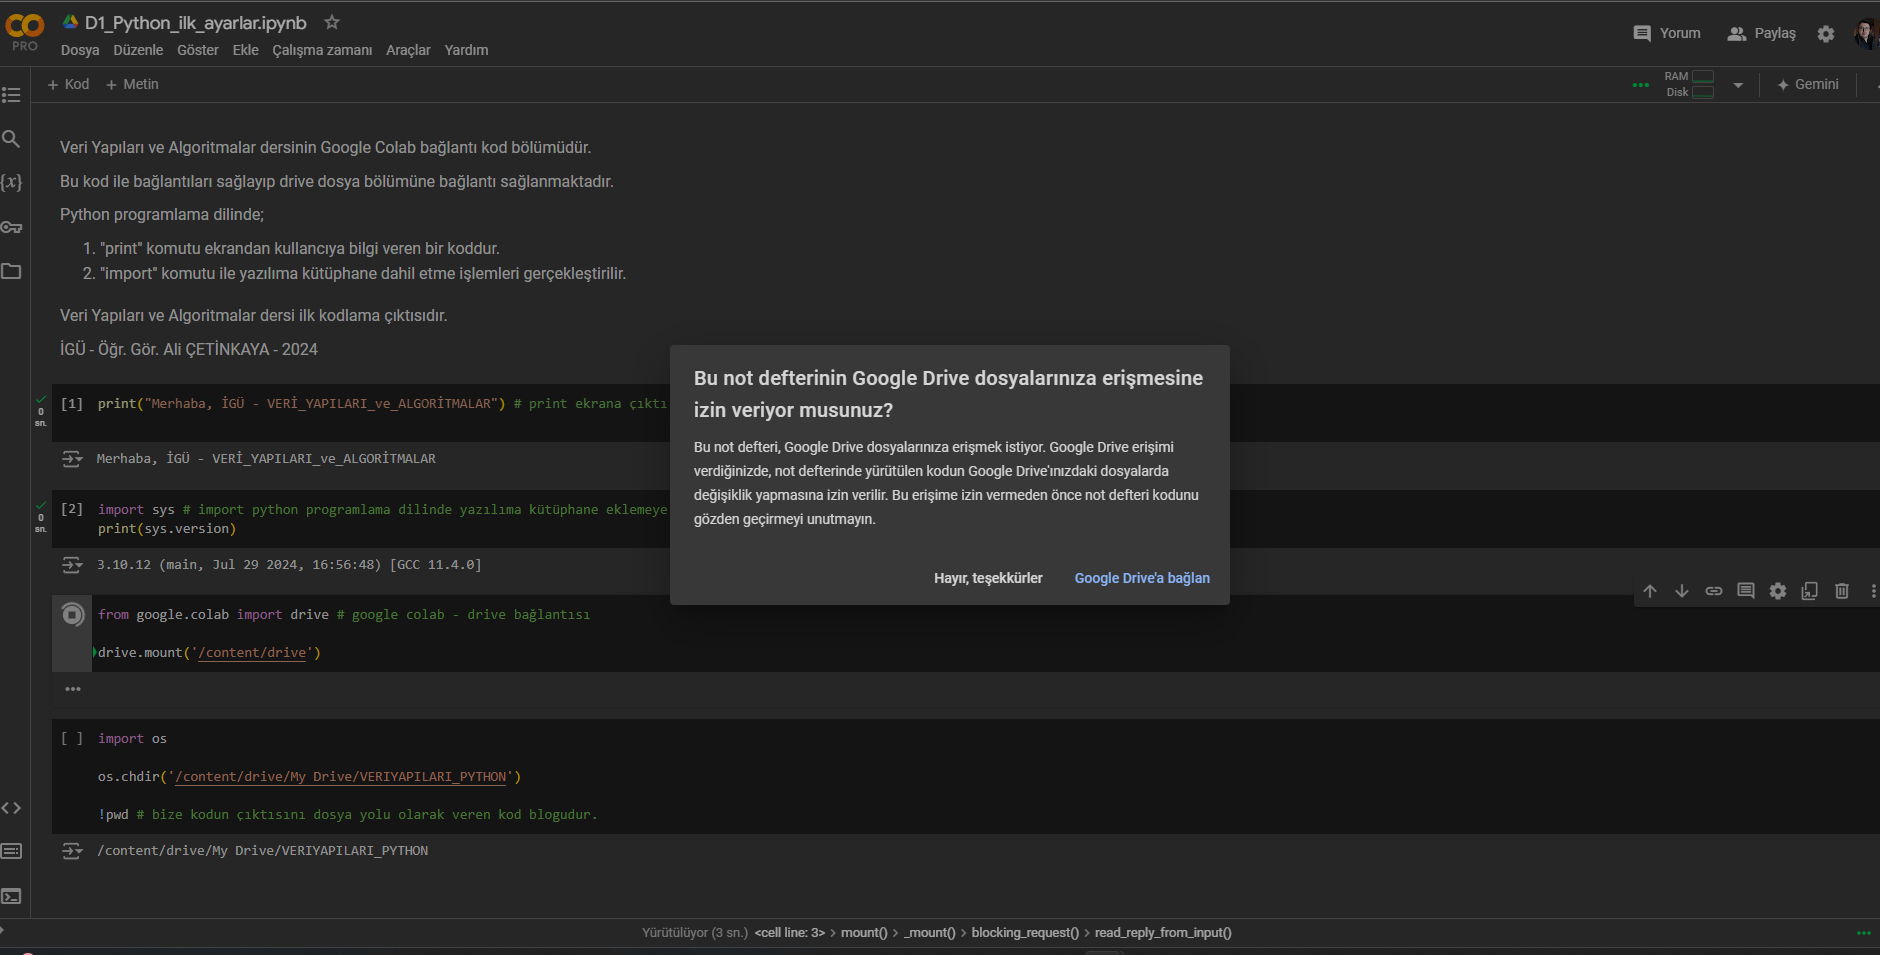 D1_Python_ilk_ayarlar.ipynb
PRO
Dosya Düzenle Göster Ekle Çalışma zamanı Araçlar Yardım
Yorum Paylaş
+ Kod + Metin
RAM
Disk
Gemini
Veri Yapıları ve Algoritmalar dersinin Google Colab bağlantı kod bölümüdür.
Bu kod ile bağlantıları sağlayıp drive dosya bölümüne bağlantı sağlanmaktadır.
Python programlama dilinde;
1. "print" komutu ekrandan kullanıcıya bilgi veren bir koddur.
2. "import" komutu ile yazılıma kütüphane dahil etme işlemleri gerçekleştirilir.
Veri Yapıları ve Algoritmalar dersi ilk kodlama çıktısıdır.
İGÜ - Öğr. Gör. Ali ÇETİNKAYA - 2024
Bu not defterinin Google Drive dosyalarınıza erişmesine
izin veriyor musunuz?
Bu not defteri, Google Drive dosyalarınıza erişmek istiyor. Google Drive erişimi
verdiğinizde, not defterinde yürütülen kodun Google Drive'ınızdaki dosyalarda
değişiklik yapmasına izin verilir. Bu erişime izin vermeden önce not defteri kodunu
gözden geçirmeyi unutmayın.
Hayır, teşekkürler Google Drive'a bağlan
0
sn.
[1] print("Merhaba, İGÜ - VERİ_YAPILARI_ve_ALGORİTMALAR") # print ekrana çıktı
Merhaba, İGÜ - VERİ_YAPILARI_ve_ALGORİTMALAR
0
sn.
[2] import sys # import python programlama dilinde yazılıma kütüphane eklemeye
print(sys.version)
3.10.12 (main, Jul 29 2024, 16:56:48) [GCC 11.4.0]
from google.colab import drive # google colab - drive bağlantısı
drive.mount('/content/drive')
[ ] import os
os.chdir('/content/drive/My Drive/VERIYAPILARI_PYTHON')
!pwd # bize kodun çıktısını dosya yolu olarak veren kod blogudur.
/content/drive/My Drive/VERIYAPILARI_PYTHON
Yürütülüyor (3 sn.) <cell line: 3> > mount() > _mount() > blocking_request() > read_reply_from_input()